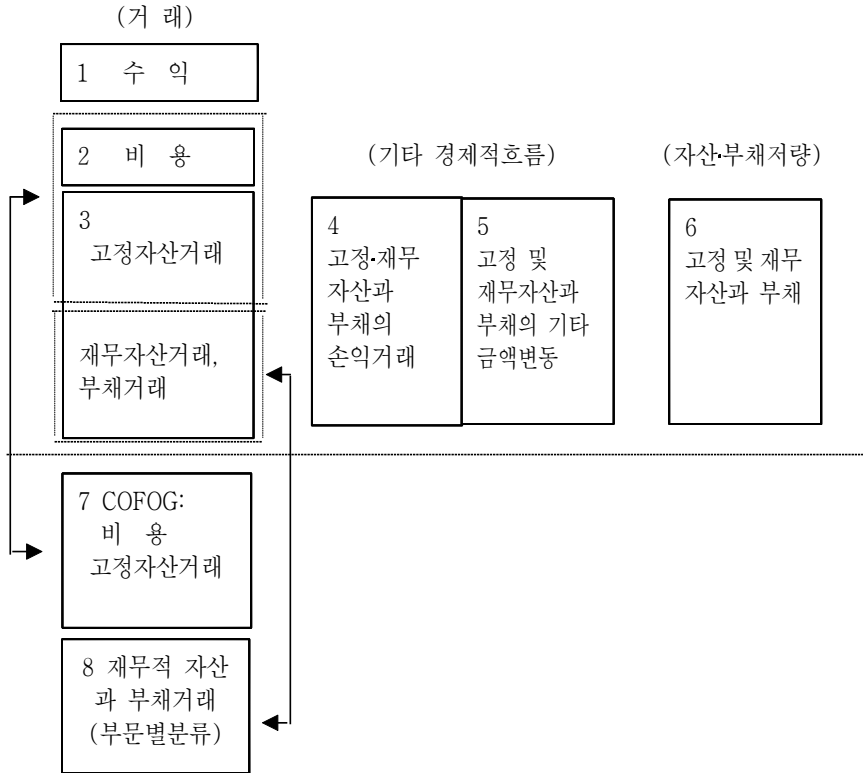 (거 래)
1 수 익
2 비 용
3
고정자산거래
재무자산거래,
부채거래
(기타 경제적흐름)
4
고정·재무
자산과
부채의
손익거래
5
고정 및
재무자산과
부채의 기타
금액변동
(자산·부채저량)
6
고정 및 재무
자산과 부채
7 COFOG:
비 용
고정자산거래
8 재무적 자산
과 부채거래
(부문별분류)